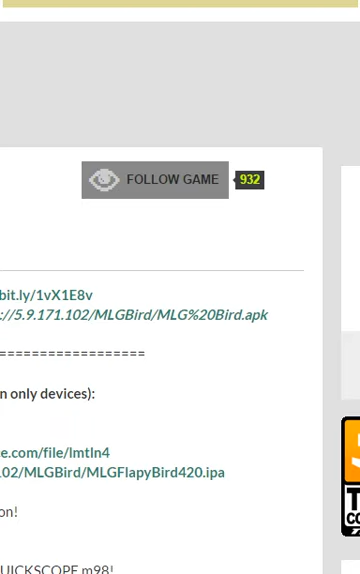 FOLLOW GAME 932
bit.ly/1vX1E8v
://5.9.171.102/MLGBird/MLG%20Bird.apk
==================
n only devices):
e.com/file/lmtln4
02/MLGBird/MLGFlapyBird420.ipa
on!
UICKSCOPE m98!